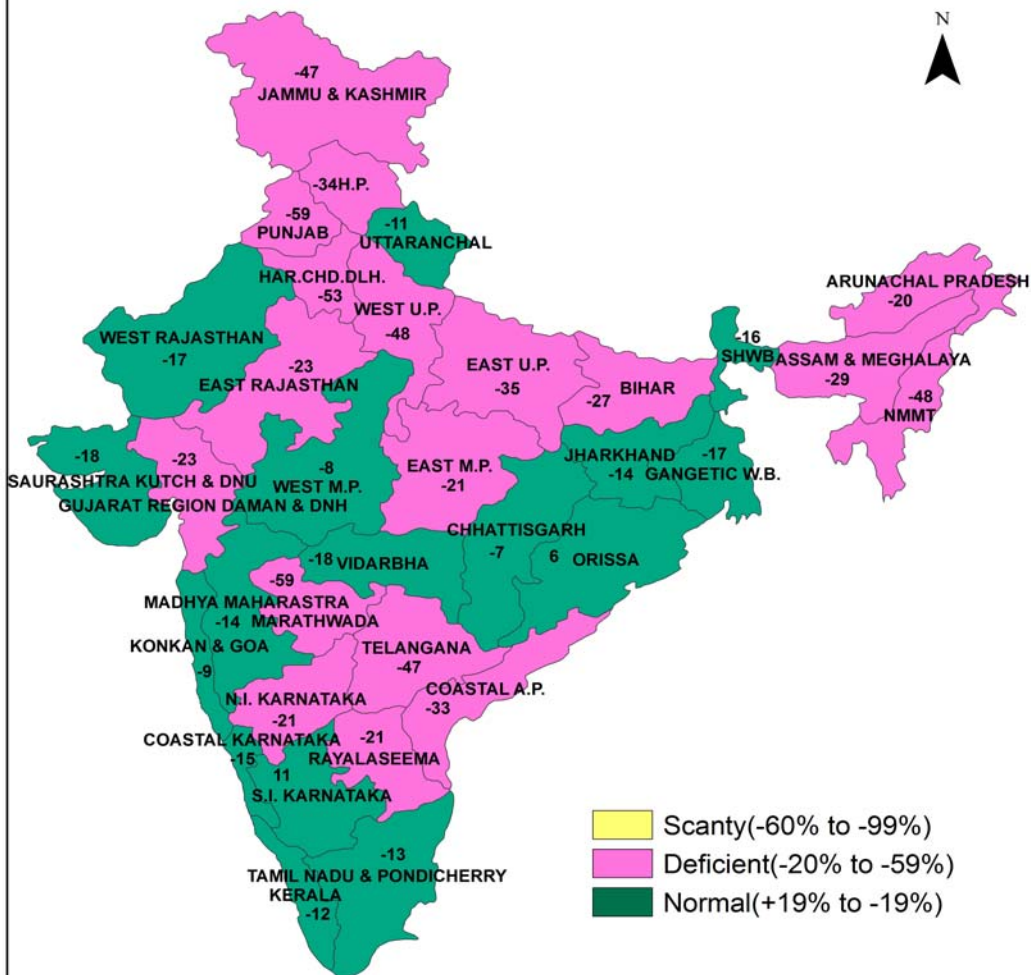 N
-47
JAMMU & KASHMIR
-34H.P.
-59
PUNJAB
-11
UTTARANCHAL
HAR.CHD.DLH.
-53
WEST U.P.
-48
ARUNACHAL PRADESH
-20
WEST RAJASTHAN
-17
-23
EAST RAJASTHAN
EAST U.P.
-35
BIHAR
-27
-16
SHWB
ASSAM & MEGHALAYA
-29
-48
NMMT
-18
SAURASHTRA KUTCH & DNU
-23
GUJARAT REGION DAMAN & DNH
-8
WEST M.P.
EAST M.P.
-21
JHARKHAND
-14
-17
GANGETIC W.B.
CHHATTISGARH
-7
6 ORISSA
-18 VIDARBHA
-59
MADHYA MAHARASTRA
-14
MARATHWADA
KONKAN & GOA
-9
TELANGANA
-47
COASTAL A.P.
-33
N.I. KARNATAKA
-21
COASTAL KARNATAKA
-15
-21
RAYALASEEMA
11
S.I. KARNATAKA
-13
TAMIL NADU & PONDICHERRY
KERALA
-12
Scanty(-60% to -99%)
Deficient(-20% to -59%)
Normal(+19% to -19%)